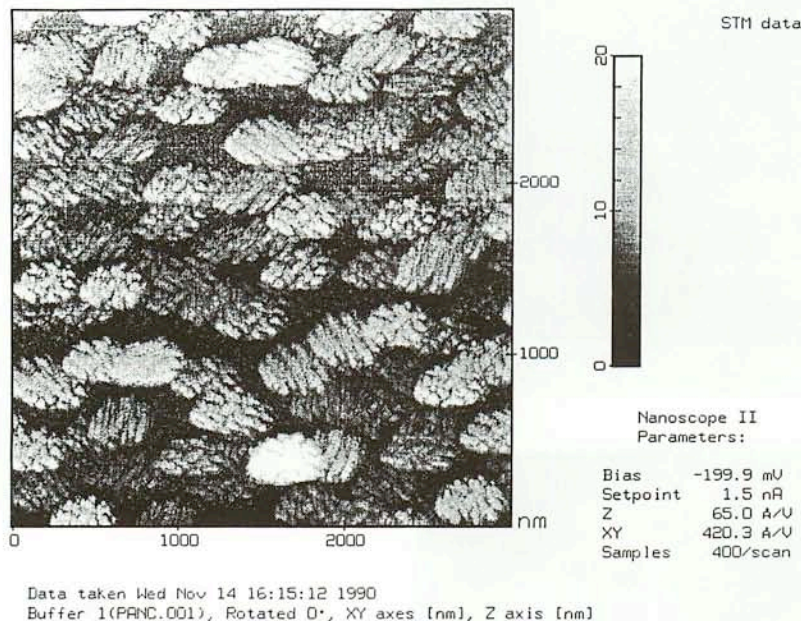 STM data
20
10
0
2000
1000
nm
0
1000
2000
Nanoscope II
Parameters:
Bias -199.9 mV
Setpoint 1.5 nA
Z 65.0 A/V
XY 420.3 A/V
Samples 400/scan
Data taken Wed Nov 14 16:15:12 1990
Buffer 1(PANC.001), Rotated 0°, XY axes [nm], Z axis [nm]